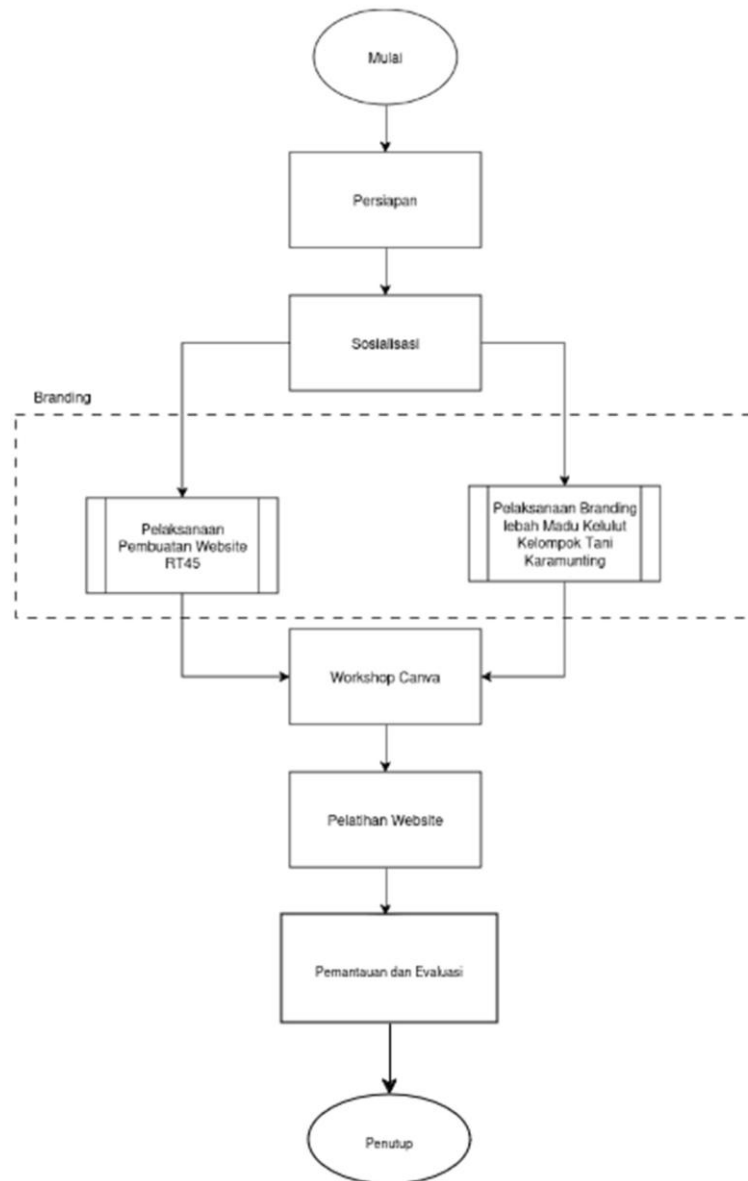 Mulai
Persiapan
Sosialisasi
Branding
Pelaksanaan
Pembuatan Website
RT45
Pelaksanaan Branding
lebah Madu Kelulut
Kelompok Tani
Karamunting
Workshop Canva
Pelatihan Website
Pemantauan dan Evaluasi
Penutup